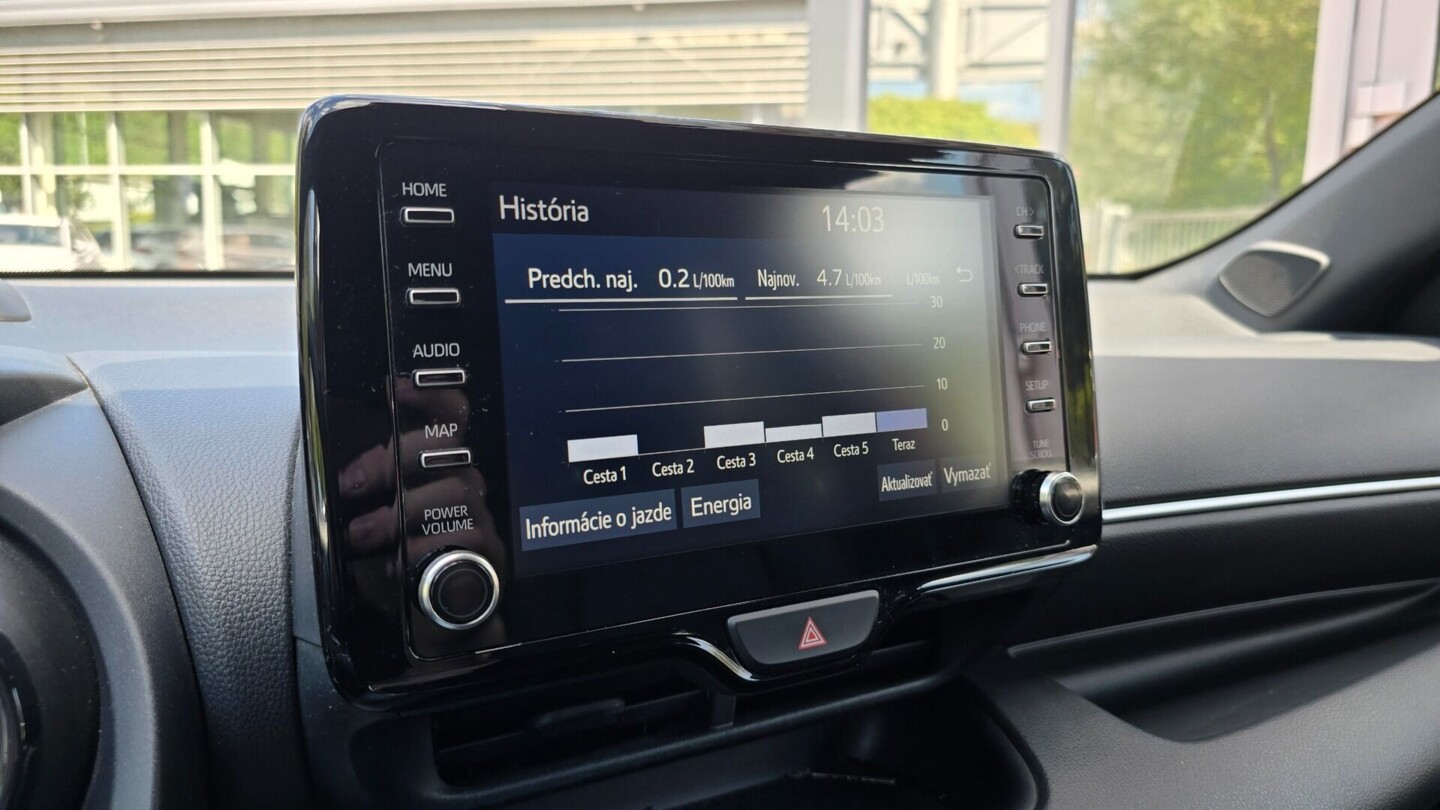 HOME
MENU
AUDIO
MAP
POWER
VOLUME
História 14:03
Predch. naj. 0.2 L/100km Najnov. 4.7 L/100km L/100km
30
20
10
0
Cesta 1 Cesta 2 Cesta 3 Cesta 4 Cesta 5 Teraz
Aktualizovať Vymazať
Informácie o jazde Energia
CH >
< TRACK
PHONE
SETUP
TUNE
SCROLL